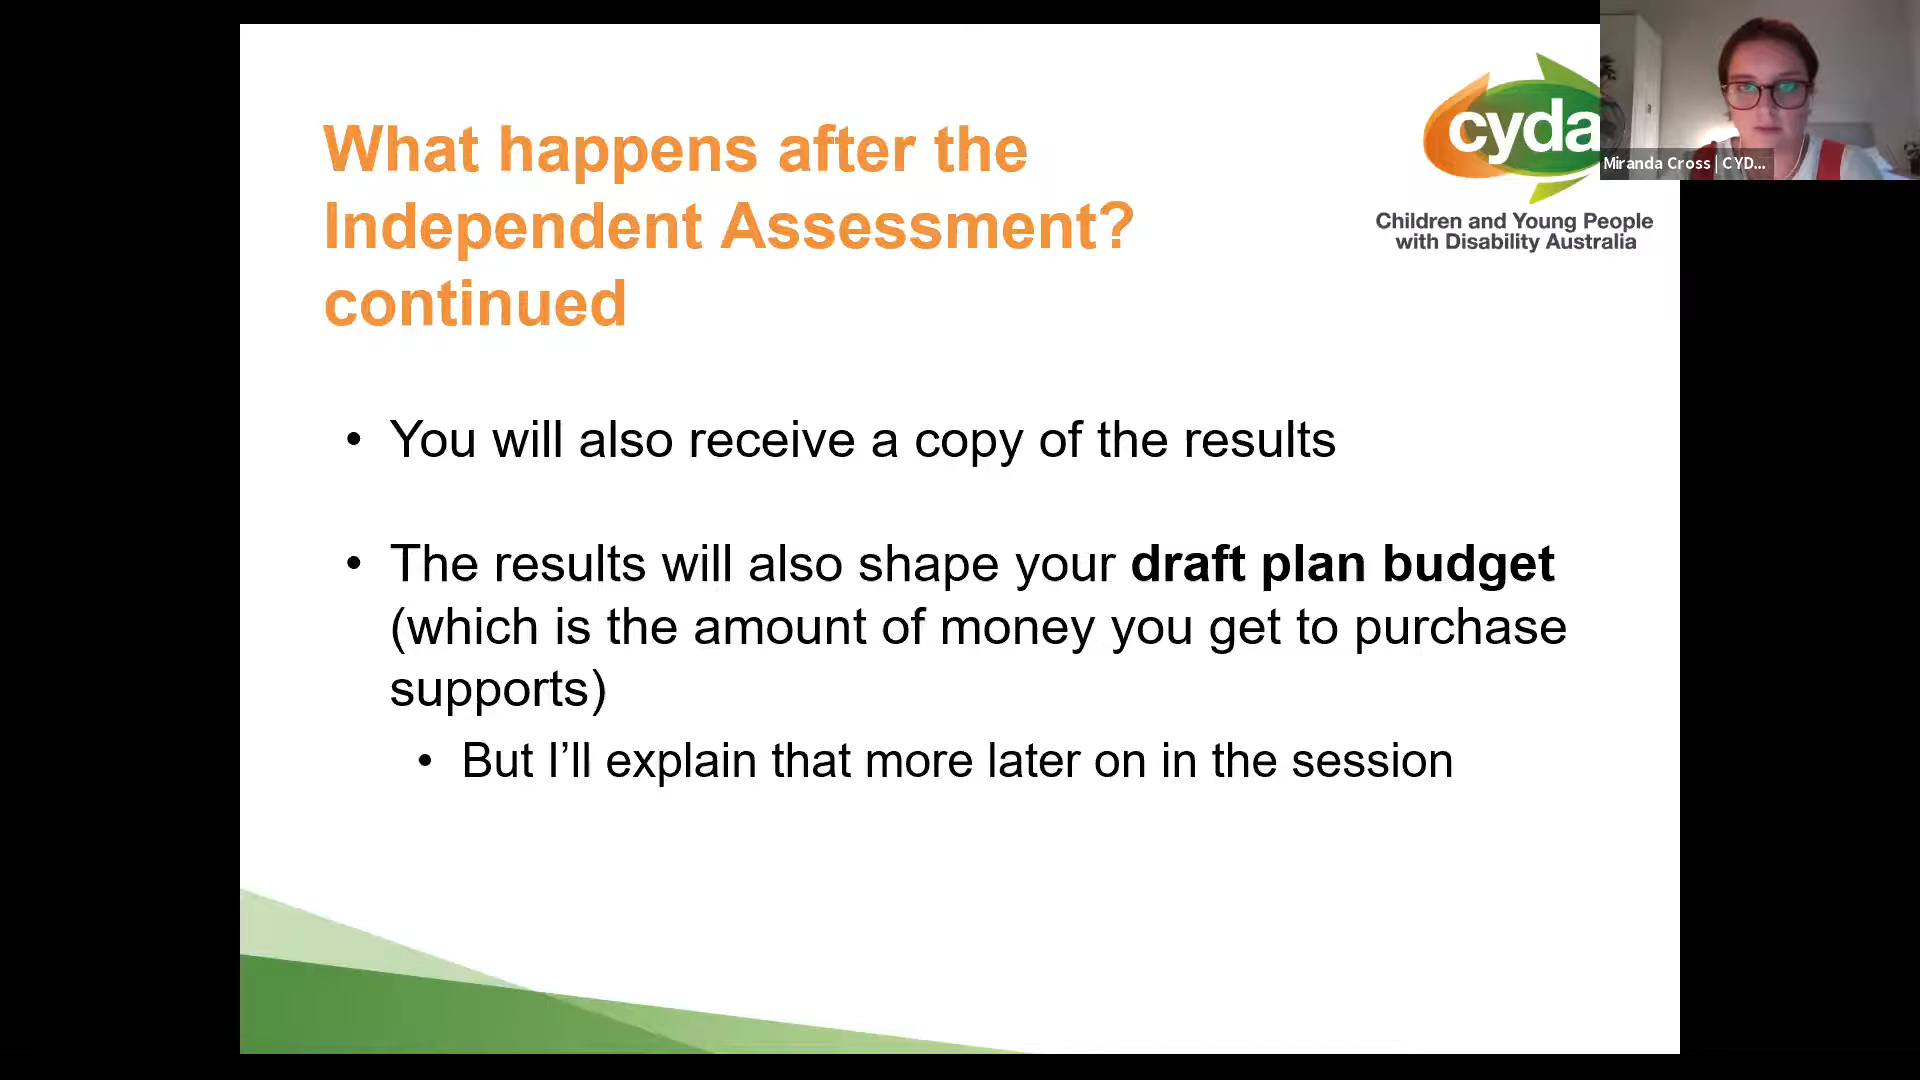 What happens after the
Independent Assessment?
continued
cyda
Children and Young People
with Disability Australia
Miranda Cross | CYD...
• You will also receive a copy of the results
• The results will also shape your draft plan budget
(which is the amount of money you get to purchase
supports)
• But I’ll explain that more later on in the session